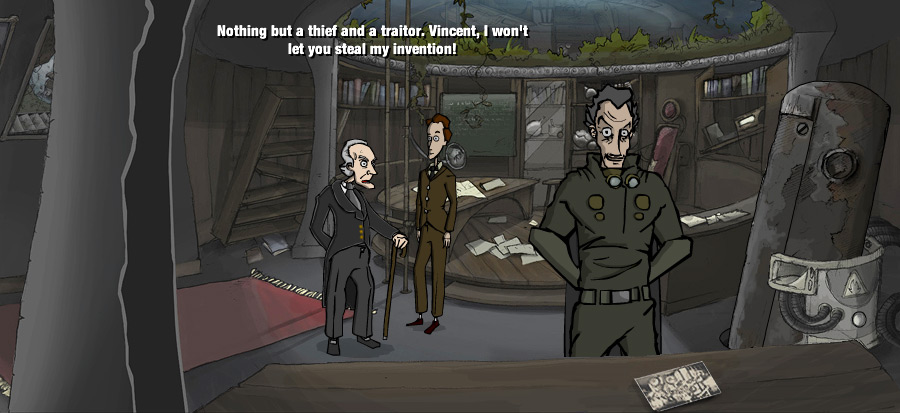 Nothing but a thief and a traitor. Vincent, I won't
let you steal my invention!